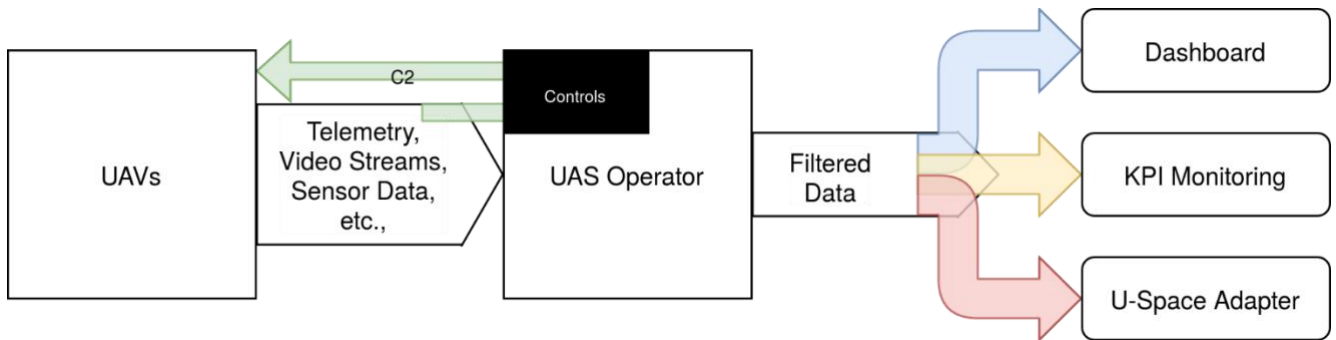 UAVs
C2
Telemetry,
Video Streams,
Sensor Data,
etc.,
Controls
UAS Operator
Filtered
Data
Dashboard
KPI Monitoring
U-Space Adapter